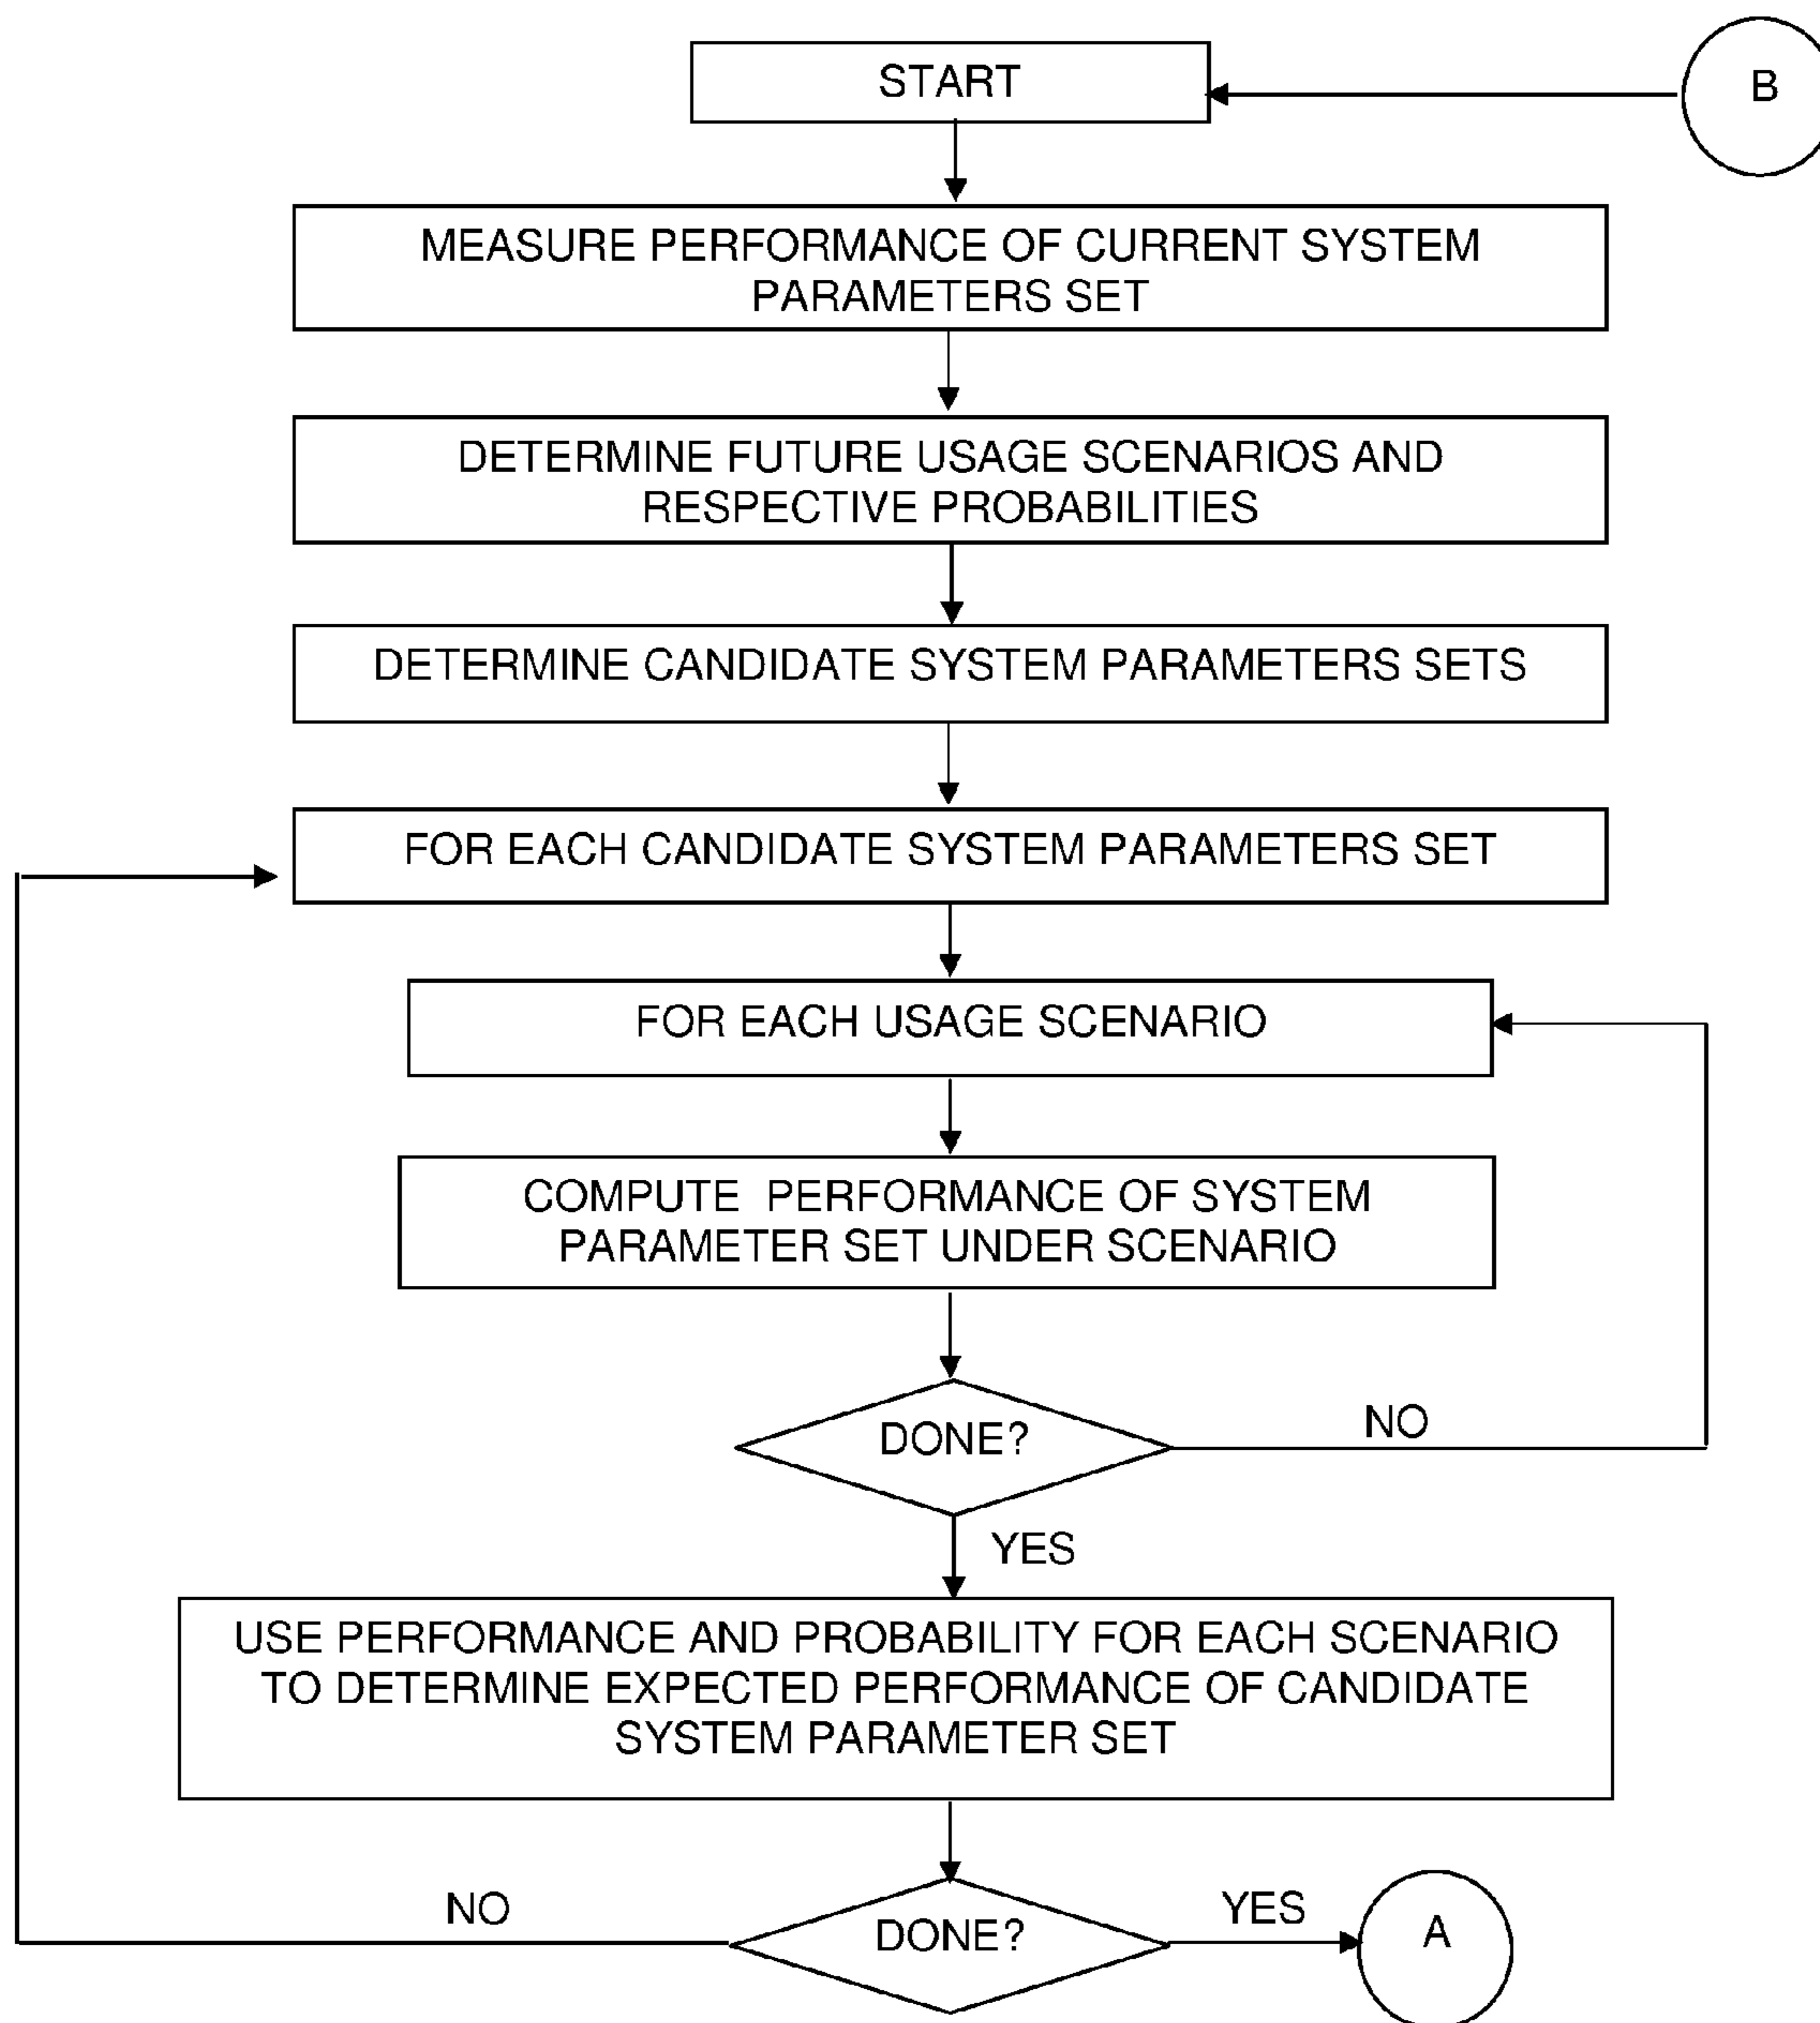 START
B
MEASURE PERFORMANCE OF CURRENT SYSTEM
PARAMETERS SET
DETERMINE FUTURE USAGE SCENARIOS AND
RESPECTIVE PROBABILITIES
DETERMINE CANDIDATE SYSTEM PARAMETERS SETS
FOR EACH CANDIDATE SYSTEM PARAMETERS SET
FOR EACH USAGE SCENARIO
COMPUTE PERFORMANCE OF SYSTEM
PARAMETER SET UNDER SCENARIO
DONE?
NO
YES
USE PERFORMANCE AND PROBABILITY FOR EACH SCENARIO
TO DETERMINE EXPECTED PERFORMANCE OF CANDIDATE
SYSTEM PARAMETER SET
NO
DONE?
YES
A